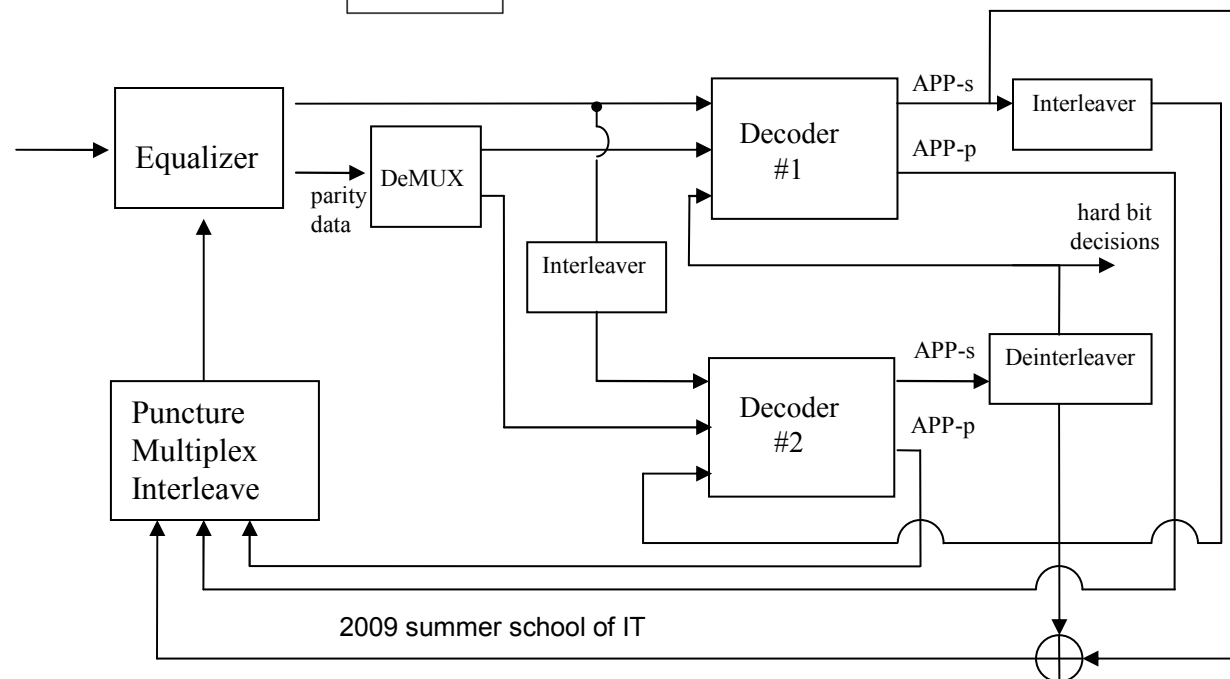 APP-s
Interleaver
Equalizer
Decoder
#1
APP-p
DeMUX
parity
data
hard bit
decisions
Interleaver
APP-s
Deinterleaver
Puncture
Multiplex
Interleave
Decoder
#2
APP-p
2009 summer school of IT